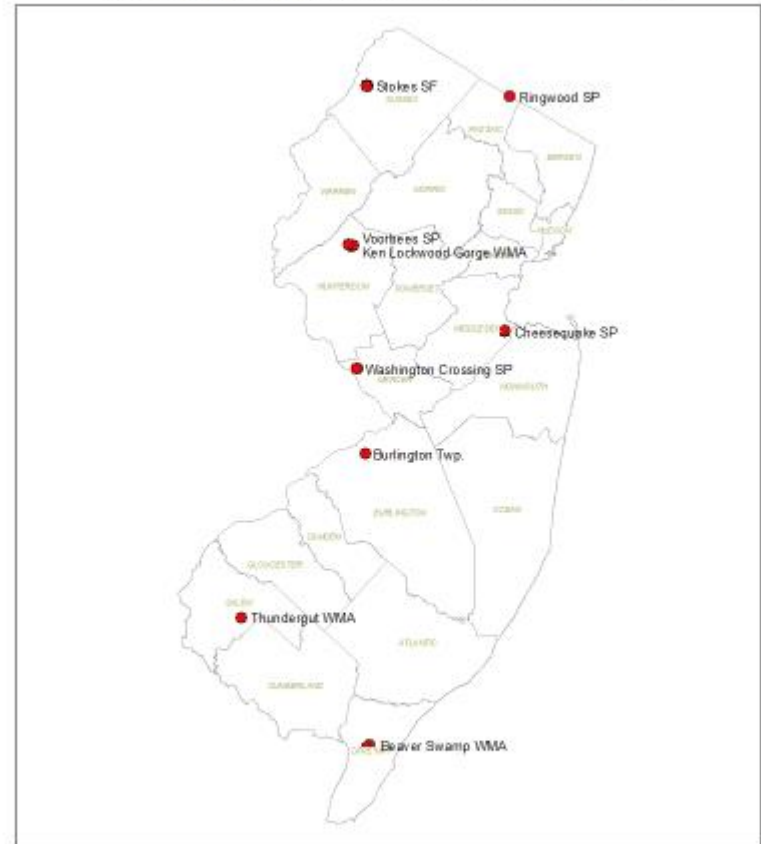 Stokes SF
SUSSEX
Ringwood SP
PASSAIC
BERGEN
WARREN
MORRIS
ESSEX
HUDSON
Voorhees SP
Ken Lockwood Gorge WMA
HUNTERDON
SOMERSET
MIDDLESEX
Cheesequake SP
Washington Crossing SP
MERCER
MONMOUTH
Burlington Twp.
BURLINGTON
OCEAN
CAMDEN
GLOUCESTER
SALEM
Thundergut WMA
ATLANTIC
CUMBERLAND
Beaver Swamp WMA